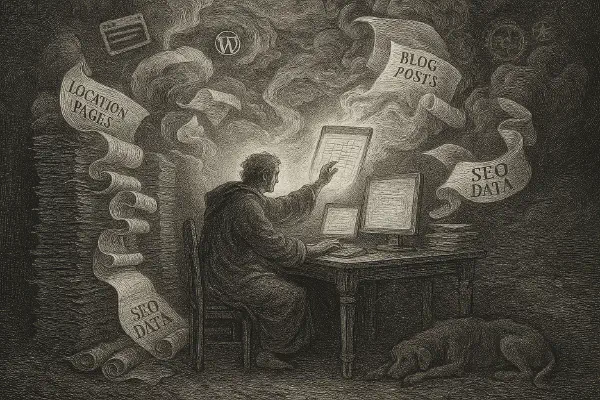 W
LOCATION
PAGES
BLOG
POSTS
SEO
DATA
SEO
DATA